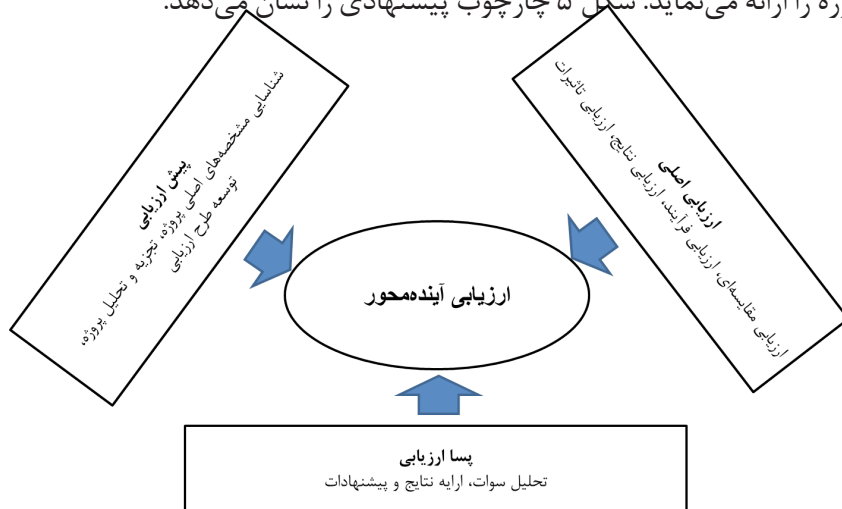 وره را ارائه می‌نماید. شکل ۵ چارچوب پیشنهادی را نشان می‌دهد.
پیش ارزیابی
شناسایی مشخصه‌های اصلی پروژه، تجزیه و تحلیل پروژه،
توسعه طرح ارزیابی
ارزیابی اصلی
ارزیابی مقایسه‌ای، ارزیابی فرآیند، ارزیابی نتایج، ارزیابی تاثیرات
ارزیابی آینده‌محور
پسا ارزیابی
تحلیل سوات، ارایه نتایج و پیشنهادات